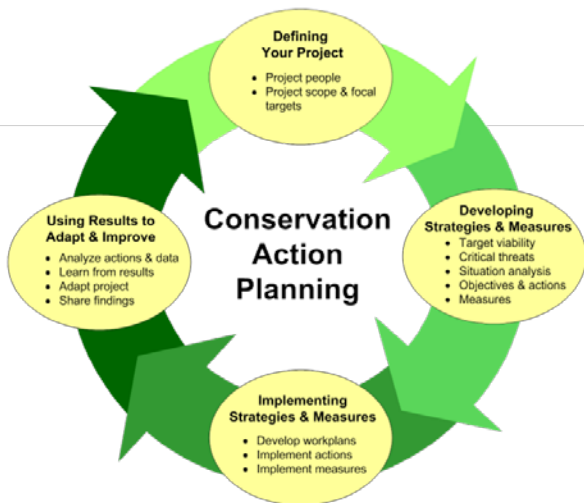 Defining
Your Project
• Project people
• Project scope & focal
targets
Developing
Strategies & Measures
• Target viability
• Critical threats
• Situation analysis
• Objectives & actions
• Measures
Implementing
Strategies & Measures
• Develop workplans
• Implement actions
• Implement measures
Using Results to
Adapt & Improve
• Analyze actions & data
• Learn from results
• Adapt project
• Share findings
Conservation
Action
Planning